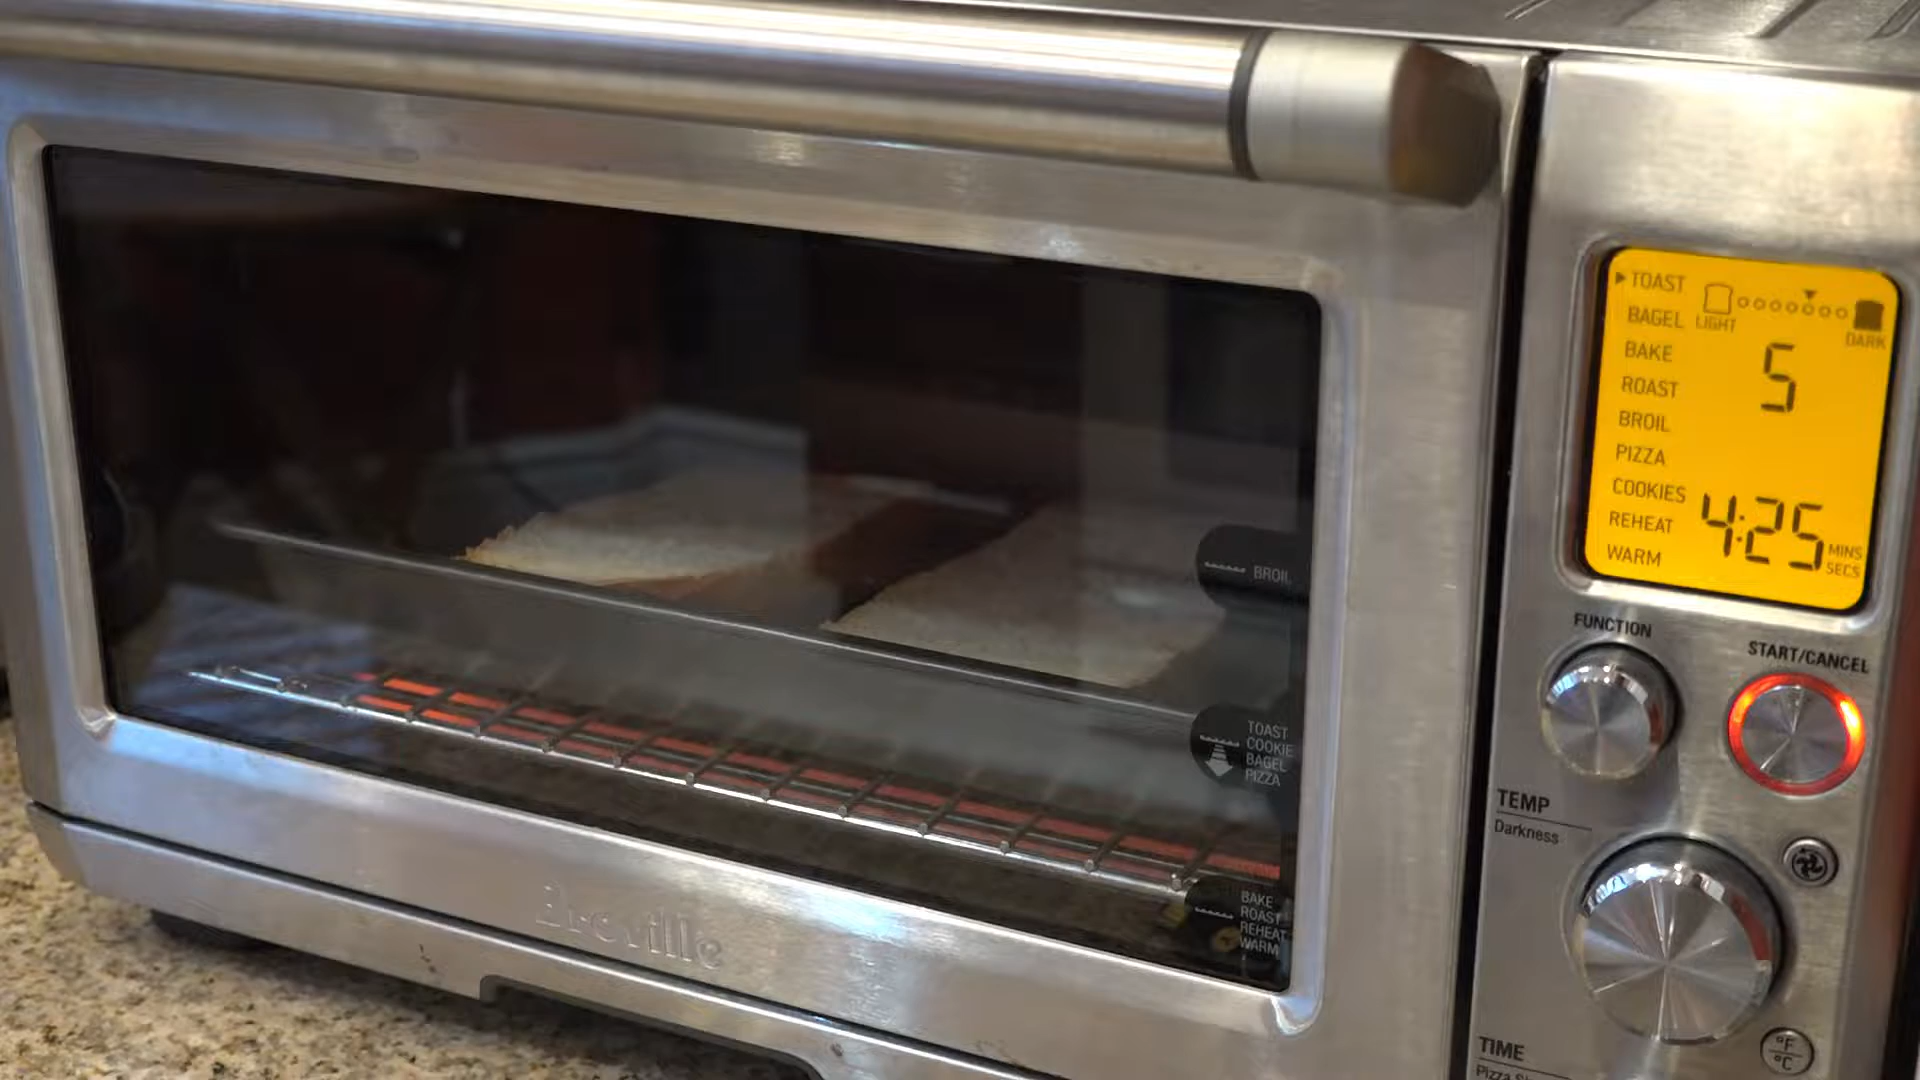 TOAST
LIGHT
DARK
BAGEL
BAKE
5
ROAST
BROIL
PIZZA
COOKIES
REHEAT
WARM
4:25
MINS
SECS
BROIL
FUNCTION
START/CANCEL
TOAST
COOKIE
BAGEL
PIZZA
TEMP
Darkness
BAKE
ROAST
REHEAT
WARM
Breville
°F
°C
TIME
Pizza